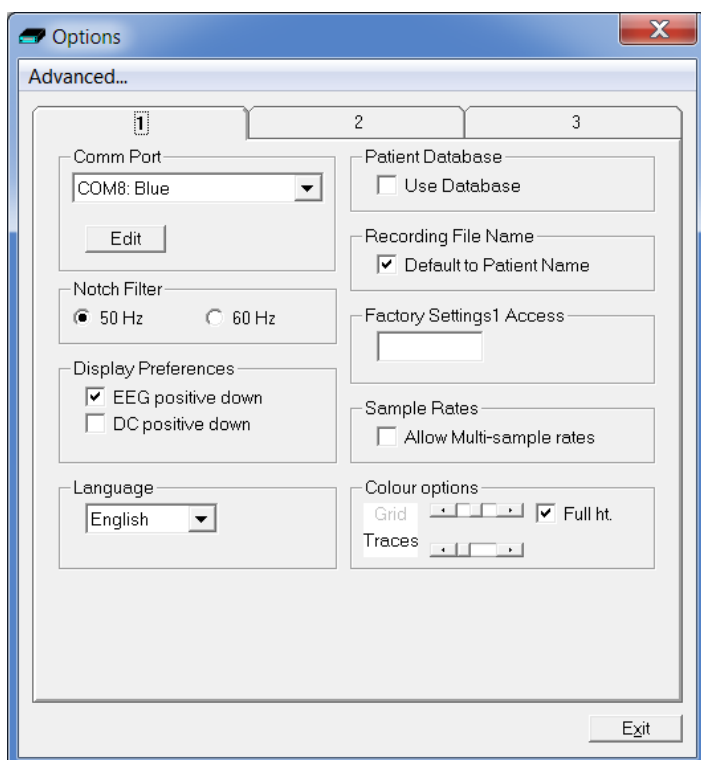 Options
Advanced...
1
2
3
Comm Port
COM8: Blue
Edit
Notch Filter
50 Hz
60 Hz
Display Preferences
EEG positive down
DC positive down
Language
English
Patient Database
Use Database
Recording File Name
Default to Patient Name
Factory Settings1 Access
Sample Rates
Allow Multi-sample rates
Colour options
Grid
Full ht.
Traces
Exit